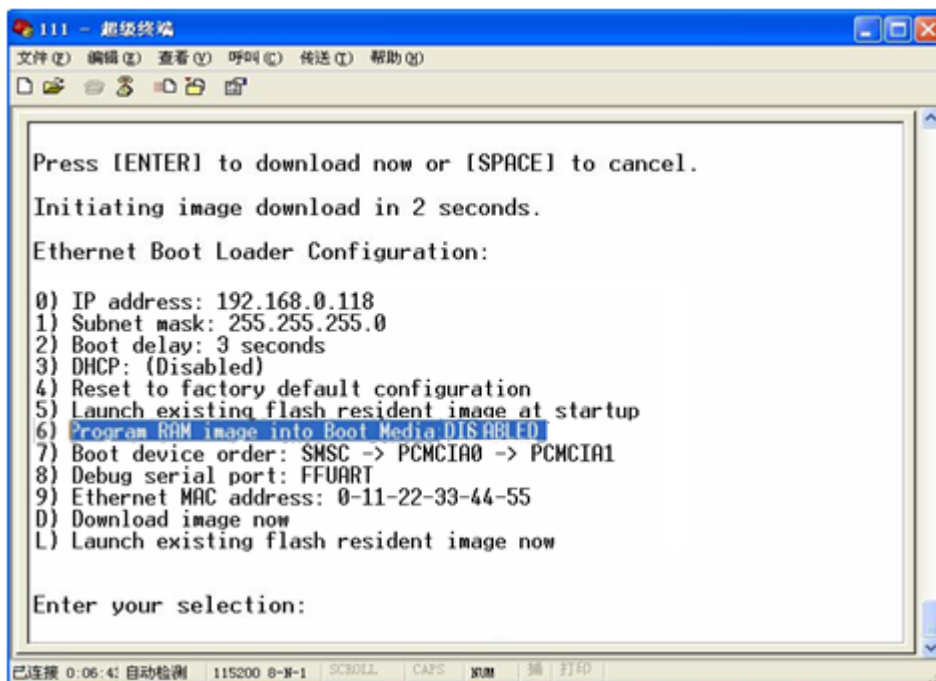 111 - 超级终端
文件(F) 编辑(E) 查看(V) 呼叫(C) 传送(T) 帮助(H)
Press [ENTER] to download now or [SPACE] to cancel.
Initiating image download in 2 seconds.
Ethernet Boot Loader Configuration:
0) IP address: 192.168.0.118
1) Subnet mask: 255.255.255.0
2) Boot delay: 3 seconds
3) DHCP: (Disabled)
4) Reset to factory default configuration
5) Launch existing flash resident image at startup
6) Program RAM image into Boot Media:DISABLED
7) Boot device order: SMSC -> PCMCIA0 -> PCMCIA1
8) Debug serial port: FFUART
9) Ethernet MAC address: 0-11-22-33-44-55
D) Download image now
L) Launch existing flash resident image now
Enter your selection:
已连接 0:06:4 自动检测 115200 8-N-1 SCROLL CAPS NUM 捕 打印